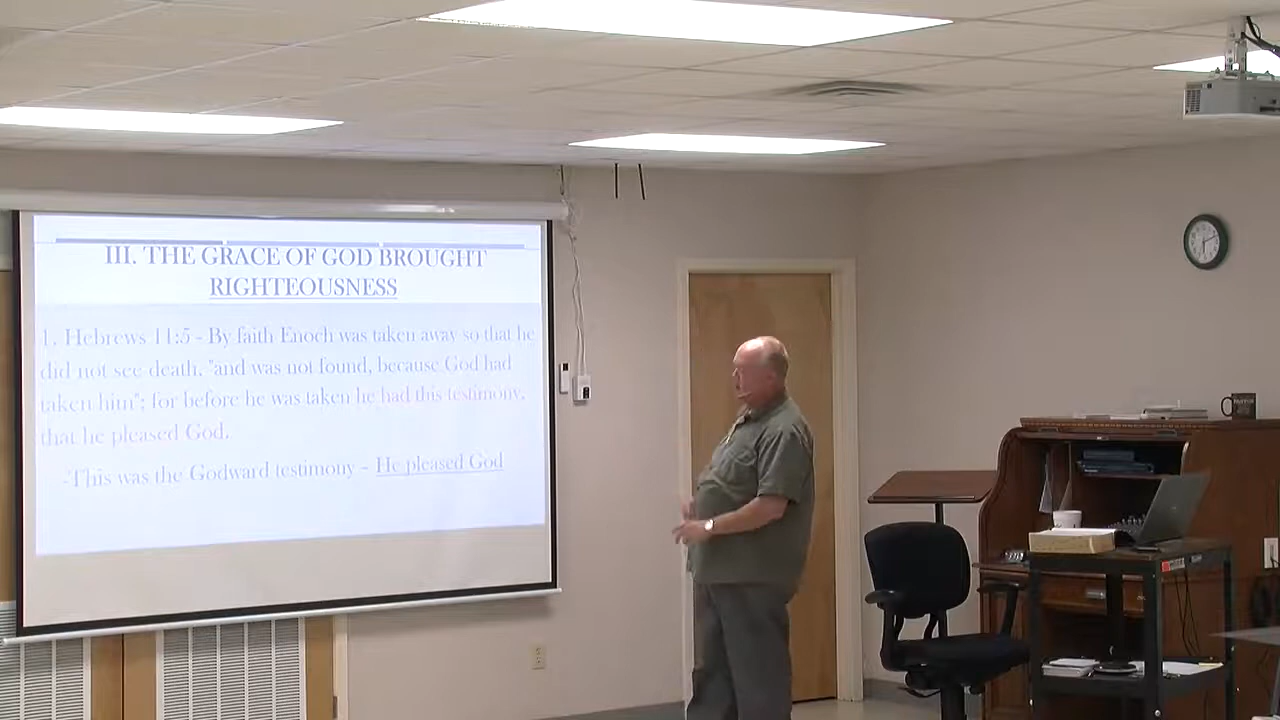 III. THE GRACE OF GOD BROUGHT
RIGHTEOUSNESS
1. Hebrews 11:5 - By faith Enoch was taken away so that he
did not see death, "and was not found, because God had
taken him"; for before he was taken he had this testimony,
that he pleased God.
-This was the Godward testimony – He pleased God